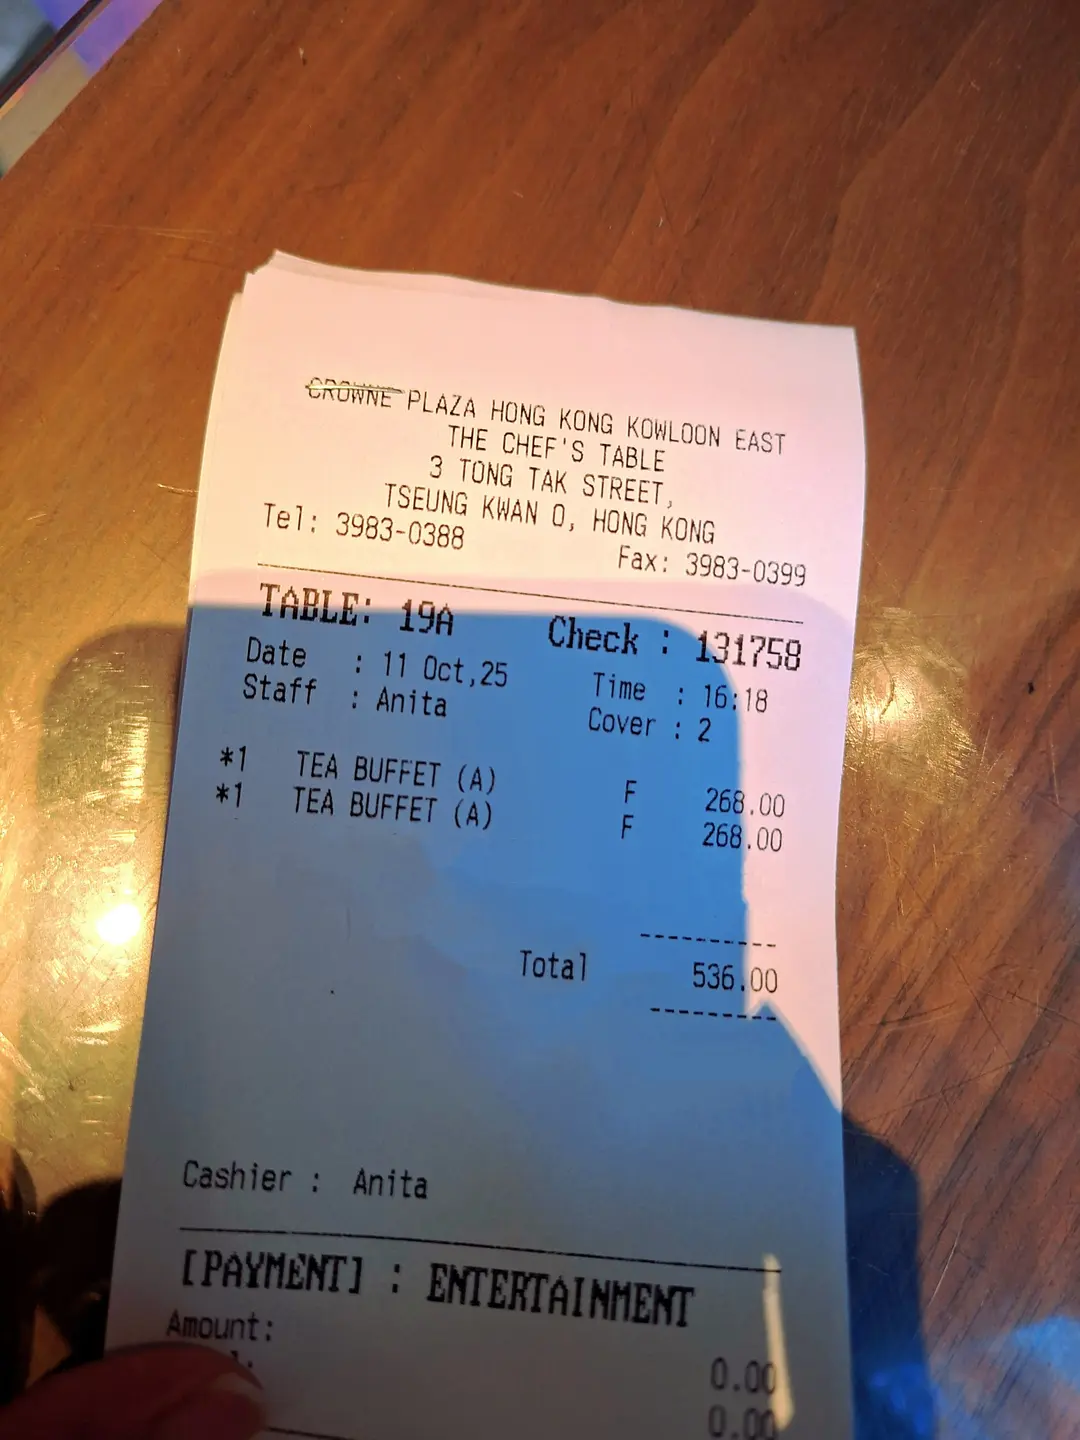 CROWNE PLAZA HONG KONG KOWLOON EAST
THE CHEF'S TABLE
3 TONG TAK STREET,
TSEUNG KWAN O, HONG KONG
Tel: 3983-0388 Fax: 3983-0399
TABLE: 19A Check : 131758
Date : 11 Oct,25 Time : 16:18
Staff : Anita Cover : 2
*1 TEA BUFFET (A) F 268.00
*1 TEA BUFFET (A) F 268.00
----------
Total 536.00
----------
Cashier : Anita
[PAYMENT] : ENTERTAINMENT
Amount: 0.00
0.00